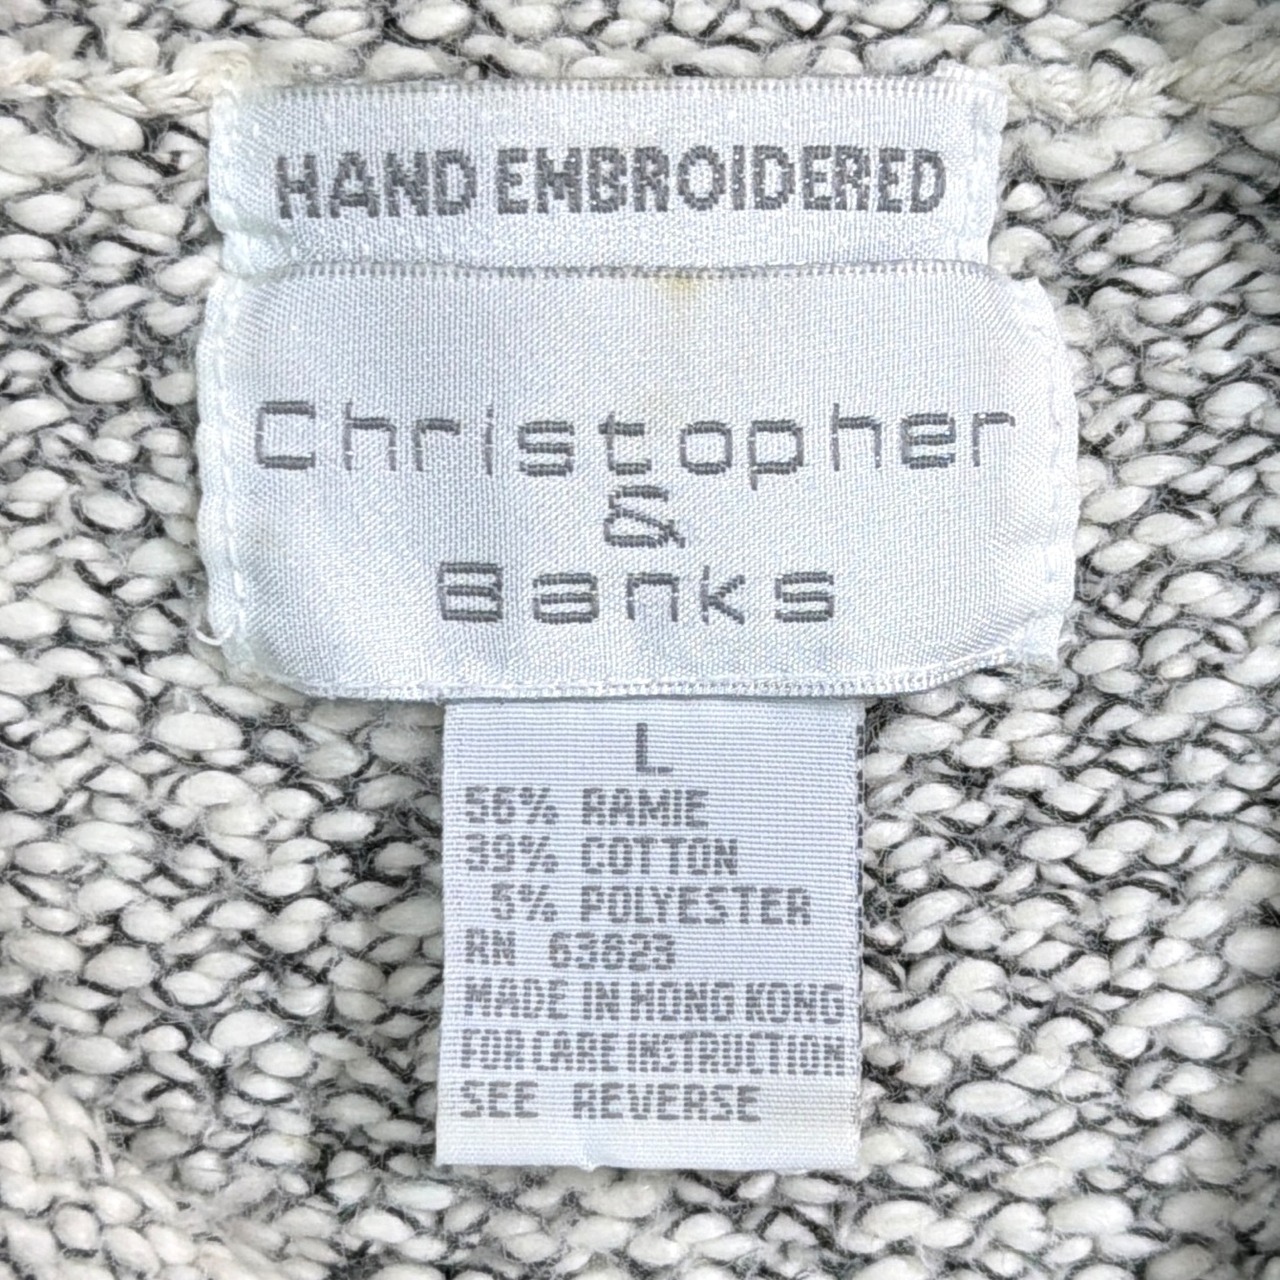 HAND EMBROIDERED
Christopher
&
Banks
L
56% RAMIE
39% COTTON
5% POLYESTER
RN 63823
MADE IN HONG KONG
FOR CARE INSTRUCTION
SEE REVERSE